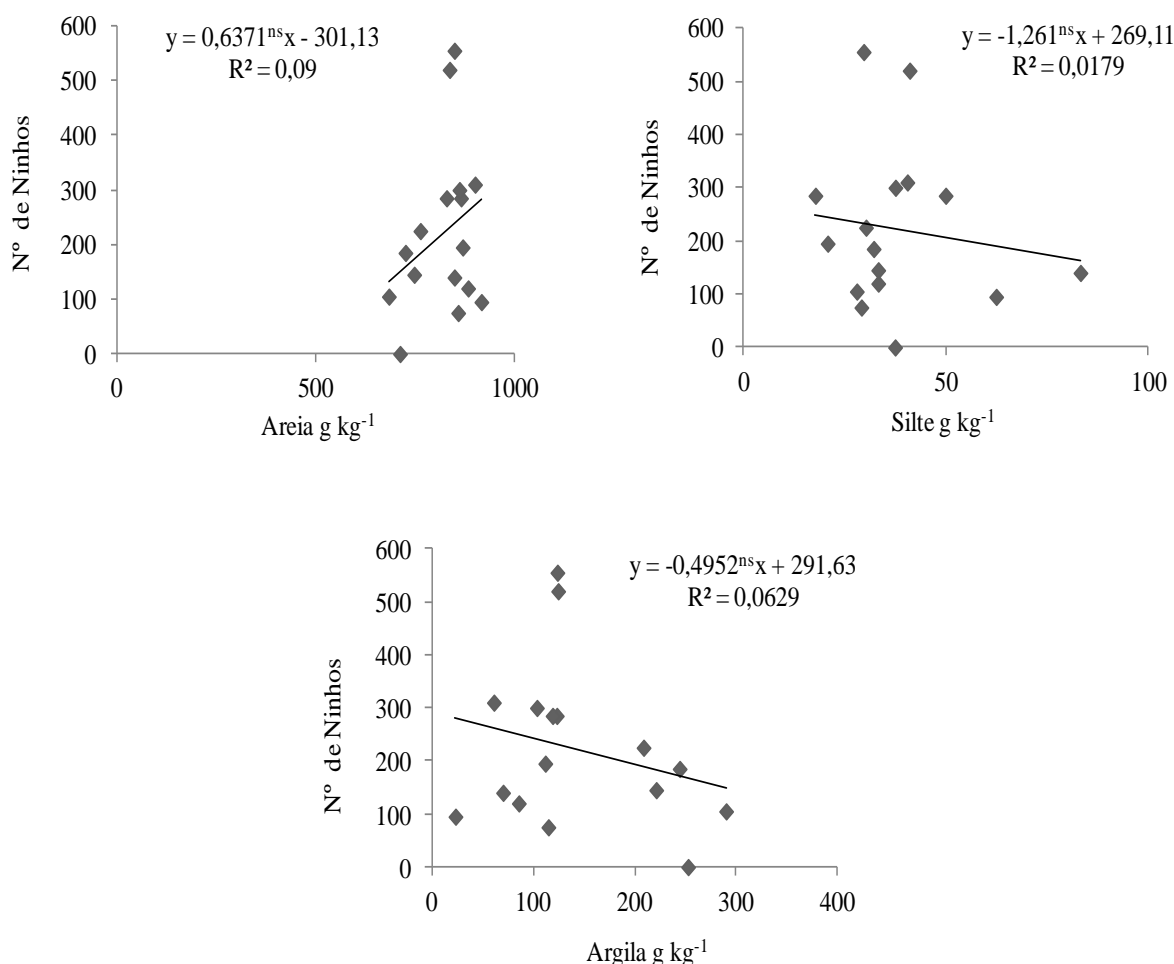 y = 0,6371ⁿˢx - 301,13
R² = 0,09
Nº de Ninhos
600
500
400
300
200
100
0
0 500 1000
Areia g kg⁻¹
y = -1,261ⁿˢx + 269,11
R² = 0,0179
Nº de Ninhos
600
500
400
300
200
100
0
0 50 100
Silte g kg⁻¹
y = -0,4952ⁿˢx + 291,63
R² = 0,0629
Nº de Ninhos
600
500
400
300
200
100
0
0 100 200 300 400
Argila g kg⁻¹